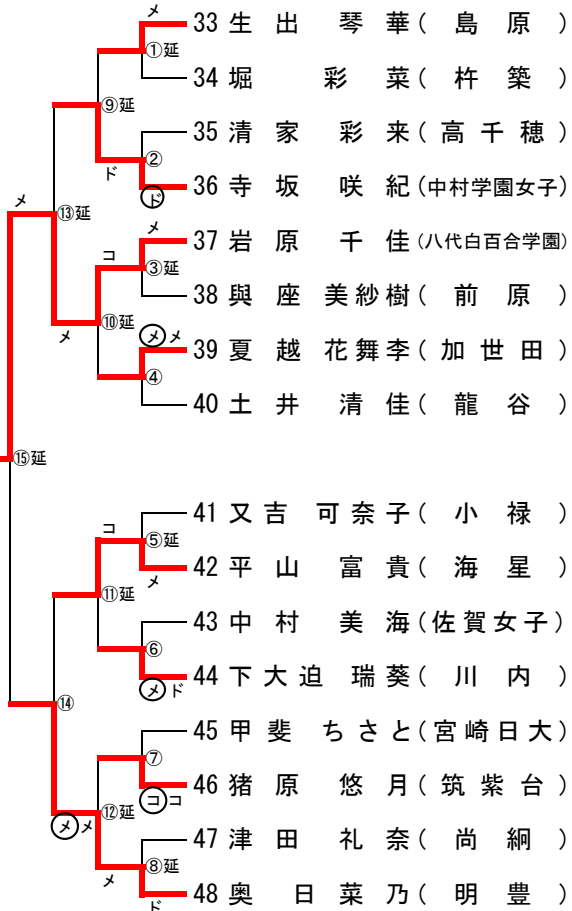 メ
33 生出 琴華(島原)
①延
34 堀 彩菜(杵築)
⑨延
35 清家 彩来(高千穂)
②
ド
36 寺坂 咲紀(中村学園女子)
ド
メ
⑬延
メ
37 岩原 千佳(八代白百合学園)
コ
③延
38 與座 美紗樹(前原)
⑩延
メ
メメ
39 夏越 花舞李(加世田)
④
40 土井 清佳(龍谷)
⑮延
41 又吉 可奈子(小禄)
コ
⑤延
42 平山 富貴(海星)
メ
⑪延
43 中村 美海(佐賀女子)
⑥
44 下大迫 瑞葵(川内)
メド
⑭
45 甲斐 ちさと(宮崎日大)
⑦
46 猪原 悠月(筑紫台)
ココ
⑫延
メメ
47 津田 礼奈(尚絅)
⑧延
メ
48 奥 日菜乃(明豊)
ド